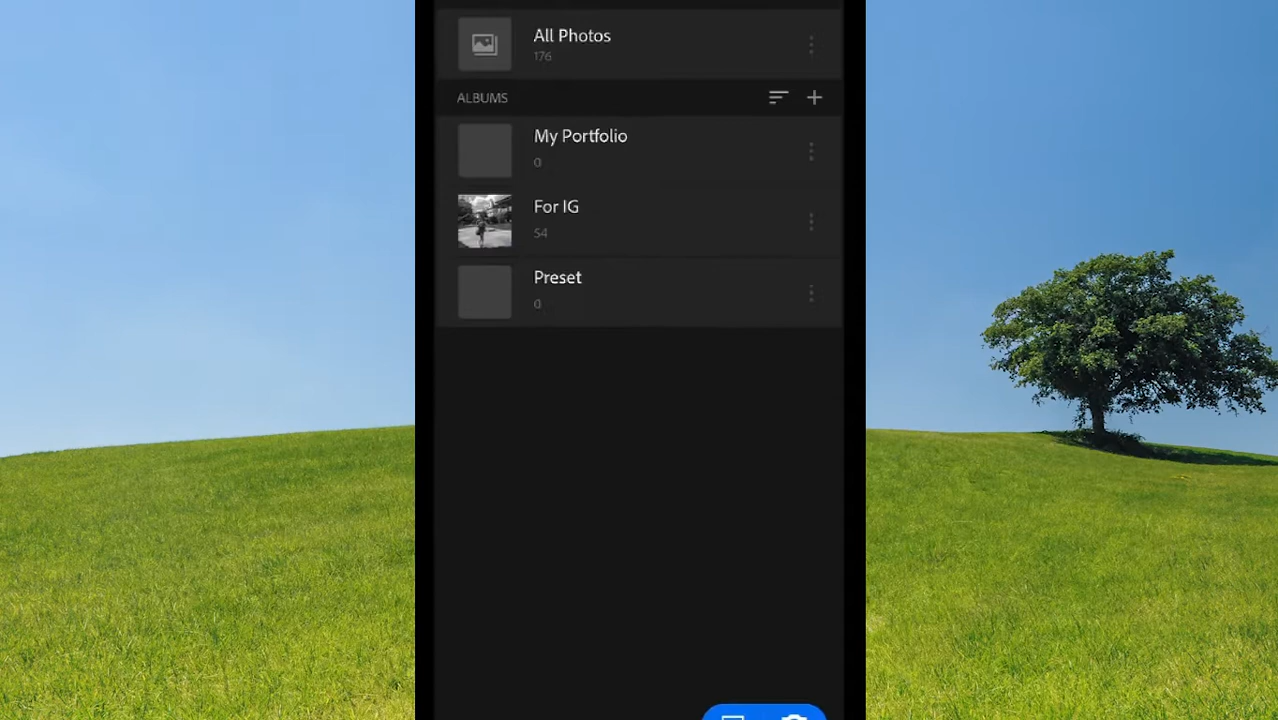 All Photos
176
ALBUMS
My Portfolio
0
For IG
54
Preset
0